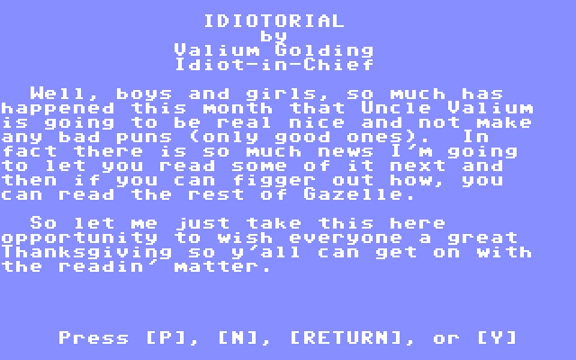 IDIOTORIAL
by
Valium Golding
Idiot-in-Chief
Well, boys and girls, so much has
happened this month that Uncle Valium
is going to be real nice and not make
any bad puns (only good ones).  In
fact there is so much news I'm going
to let you read some of it next and
then if you can figger out how, you
can read the rest of Gazelle.
So let me just take this here
opportunity to wish everyone a great
Thanksgiving so y'all can get on with
the readin' matter.
Press [P], [N], [RETURN], or [Y]